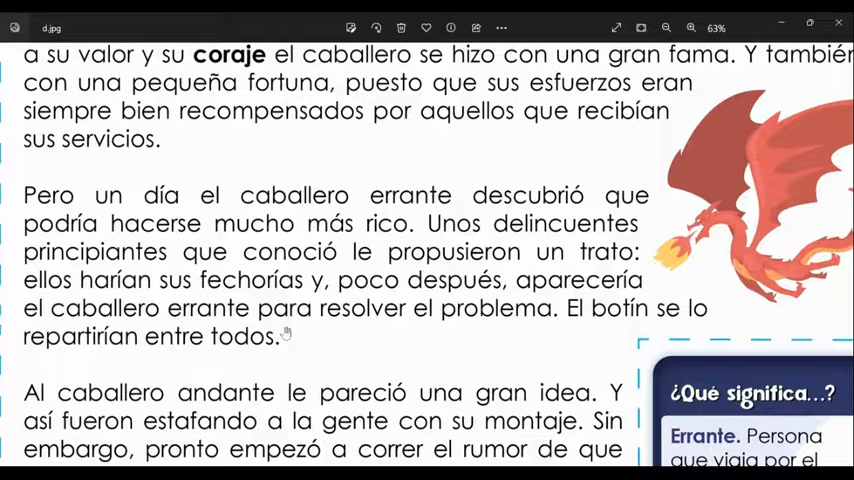 d.jpg
63%
a su valor y su coraje el caballero se hizo con una gran fama. Y también
con una pequeña fortuna, puesto que sus esfuerzos eran
siempre bien recompensados por aquellos que recibían
sus servicios.
Pero un día el caballero errante descubrió que
podría hacerse mucho más rico. Unos delincuentes
principiantes que conoció le propusieron un trato:
ellos harían sus fechorías y, poco después, aparecería
el caballero errante para resolver el problema. El botín se lo
repartirían entre todos.
Al caballero andante le pareció una gran idea. Y
así fueron estafando a la gente con su montaje. Sin
embargo, pronto empezó a correr el rumor de que
¿Qué significa...?
Errante. Persona
que viaja por el